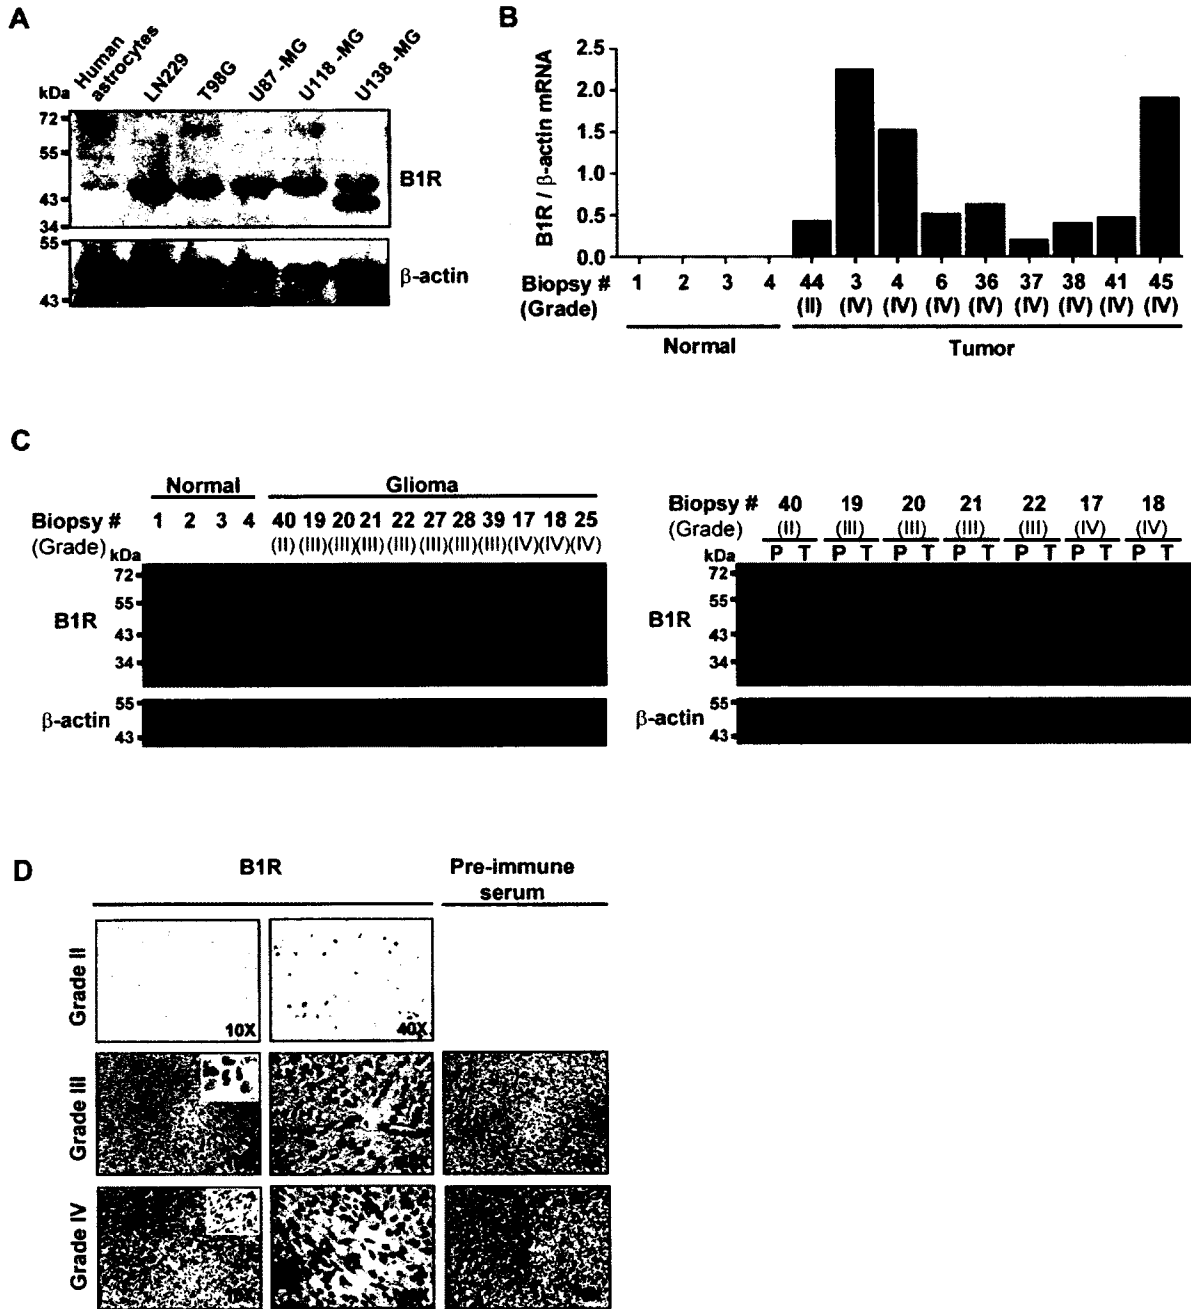 A
Human astrocytes
LN229
T98G
U87 -MG
U118 -MG
U138 -MG
kDa
72
55
43
34
B1R
55
43
β-actin
B
B1R / β-actin mRNA
2.5
2.0
1.5
1.0
0.5
0.0
Biopsy # 1 2 3 4 44 3 4 6 36 37 38 41 45
(Grade) (II) (IV) (IV) (IV) (IV) (IV) (IV) (IV) (IV)
Normal Tumor
C
Normal Glioma
Biopsy # 1 2 3 4 40 19 20 21 22 27 28 39 17 18 25
(Grade) (II) (III) (III) (III) (III) (III) (III) (III) (IV) (IV) (IV)
kDa
72
55
B1R
43
34
55
β-actin
43
Biopsy # 40 19 20 21 22 17 18
(Grade) (II) (III) (III) (III) (III) (IV) (IV)
kDa P T P T P T P T P T P T P T
72
55
B1R
43
34
55
β-actin
43
D
B1R Pre-immune
serum
Grade II
10X
40X
Grade III
Grade IV